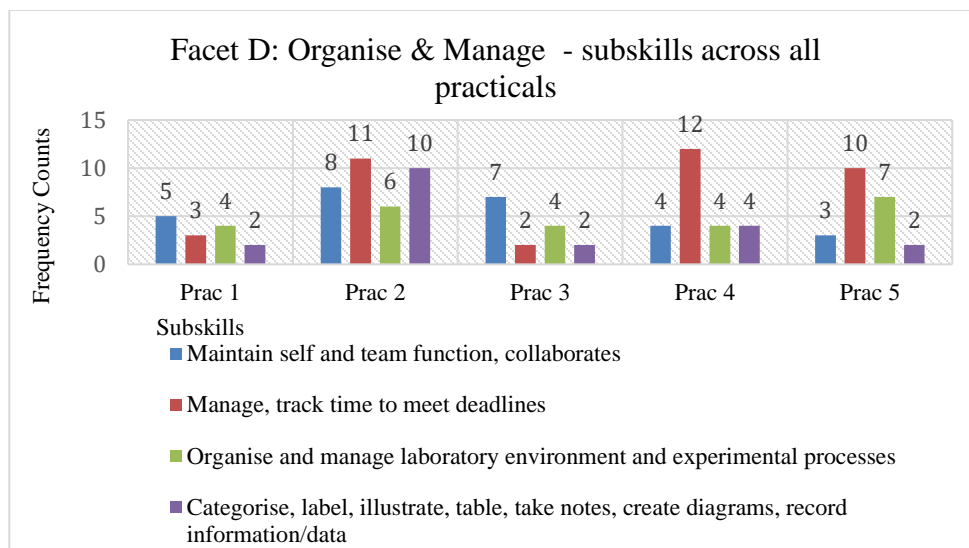 Facet D: Organise & Manage - subskills across all
practicals
Frequency Counts
15
10
5
0
5
3
4
2
8
11
6
10
7
2
4
2
4
12
4
4
3
10
7
2
Prac 1
Prac 2
Prac 3
Prac 4
Prac 5
Subskills
Maintain self and team function, collaborates
Manage, track time to meet deadlines
Organise and manage laboratory environment and experimental processes
Categorise, label, illustrate, table, take notes, create diagrams, record
information/data